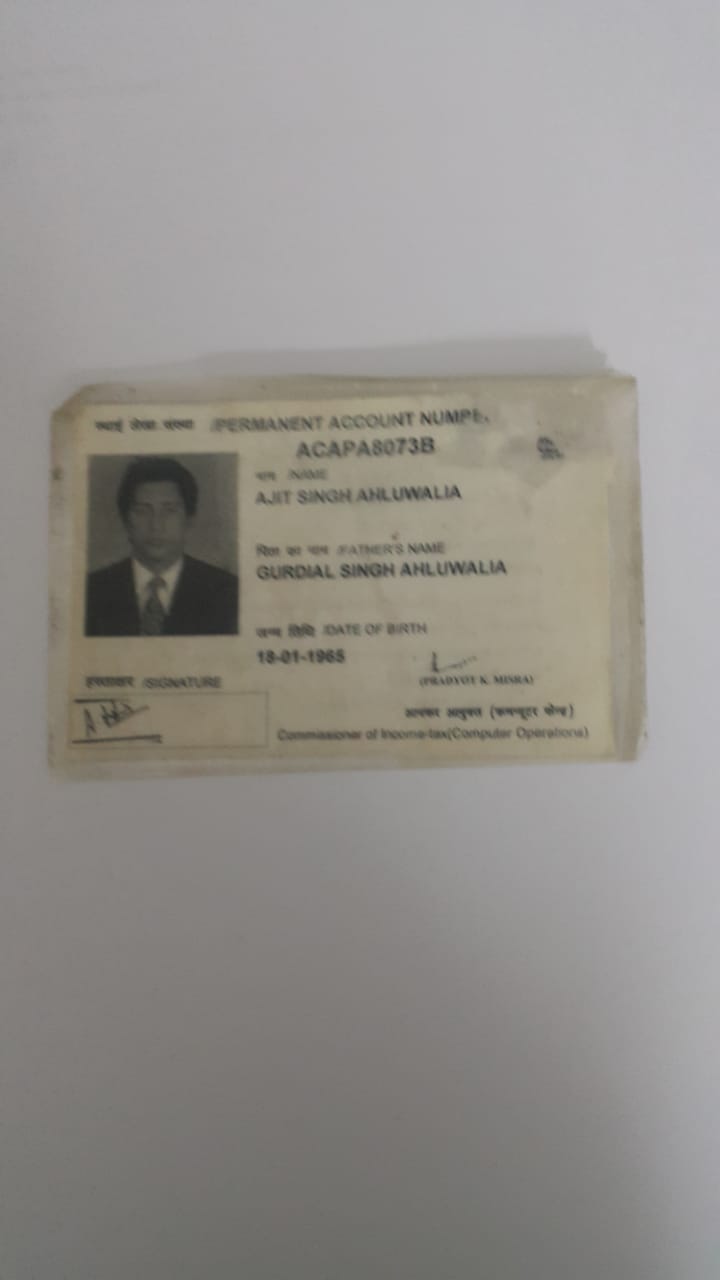 स्थाई लेखा संख्या /PERMANENT ACCOUNT
ACAPA8073B
नाम /NAME
AJIT SINGH AHLUWALIA
पिता का नाम /FATHER'S NAME
GURDIAL SINGH AHLUWALIA
जन्म तिथि /DATE OF BIRTH
18-01-1965
हस्ताक्षर /SIGNATURE
(PRADYOT K. MISRA)
आयकर आयुक्त (कम्प्यूटर केन्द्र)
Commissioner of Income-tax(Computer Operations)